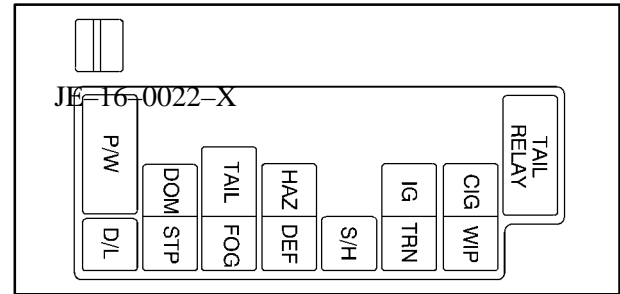 JE–16–0022–X
P/W
DOM
TAIL
HAZ
IG
CIG
TAIL
RELAY
D/L
STP
FOG
DEF
S/H
TRN
WIP